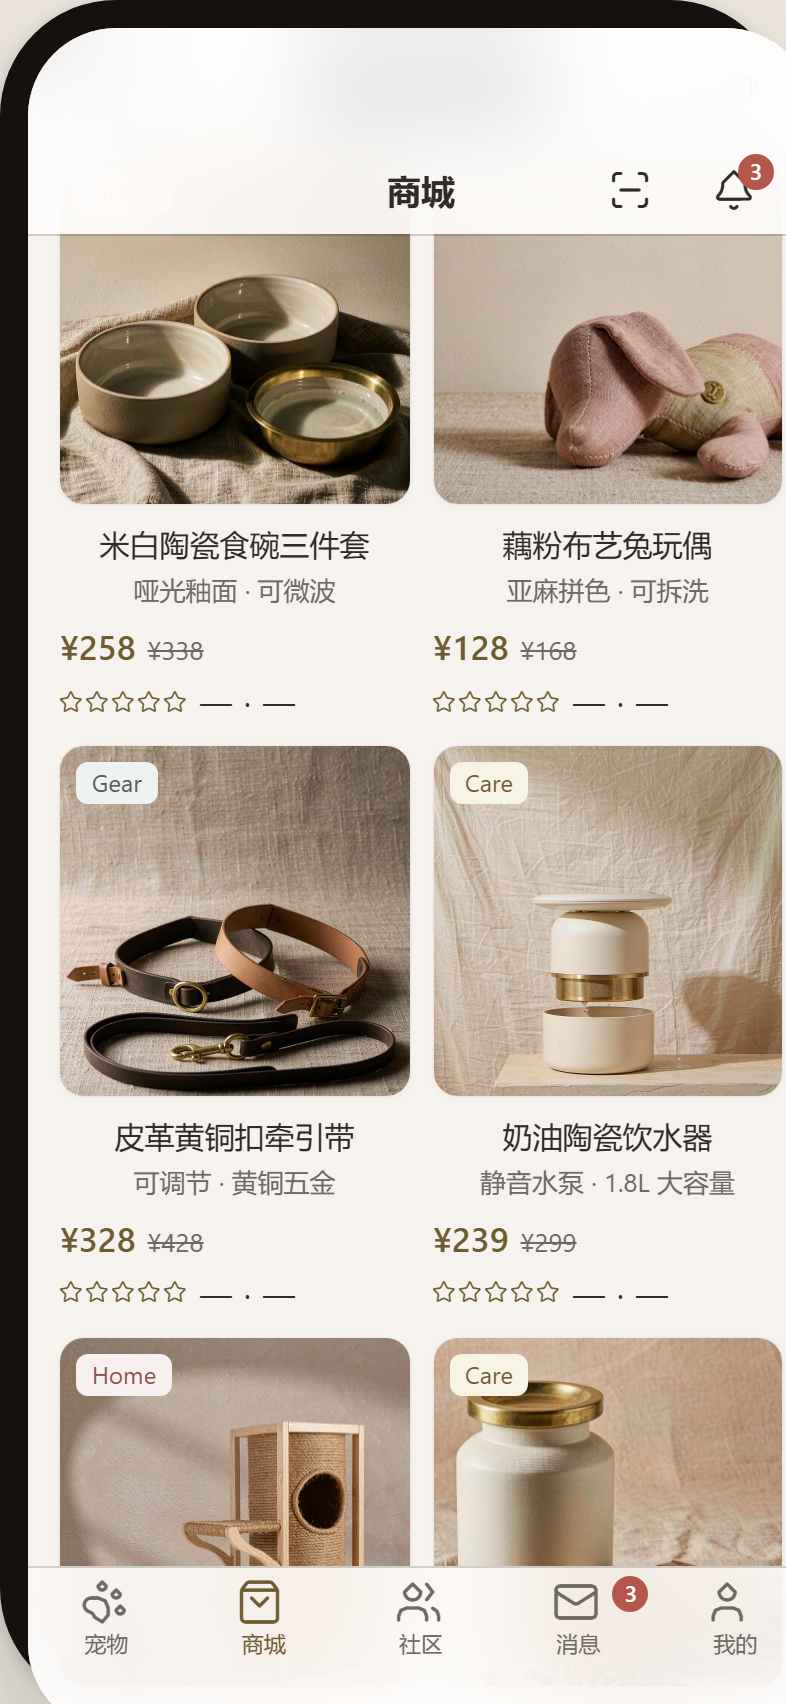 Home
商城
Play
3
米白陶瓷食碗三件套
哑光釉面 · 可微波
¥258 ¥338
— · —
藕粉布艺兔玩偶
亚麻拼色 · 可拆洗
¥128 ¥168
— · —
Gear
皮革黄铜扣牵引带
可调节 · 黄铜五金
¥328 ¥428
— · —
Care
奶油陶瓷饮水器
静音水泵 · 1.8L 大容量
¥239 ¥299
— · —
Home
Care
宠物
商城
社区
消息
3
我的